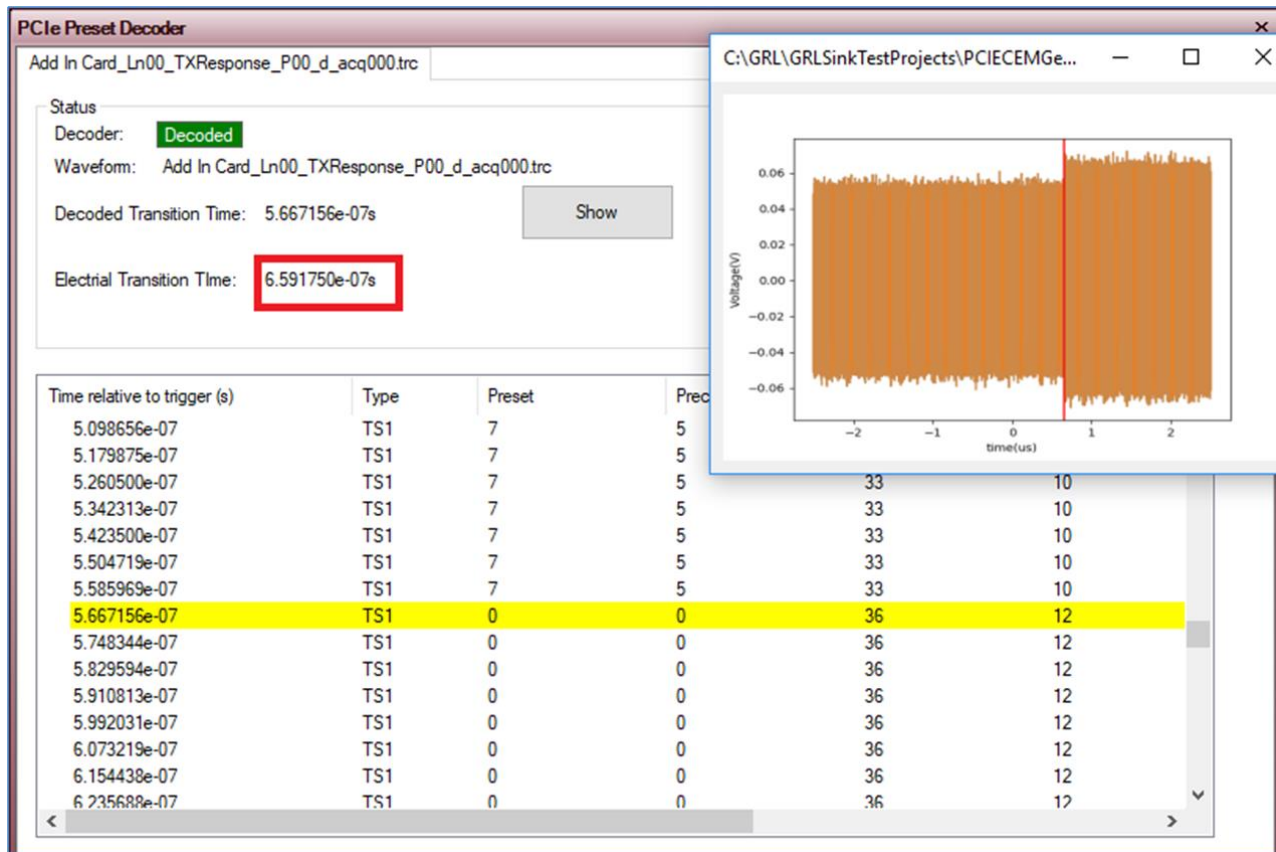 PCIe Preset Decoder
Add In Card_Ln00_TXResponse_P00_d_acq000.trc
Status
Decoder: Decoded
Waveform: Add In Card_Ln00_TXResponse_P00_d_acq000.trc
Decoded Transition Time: 5.667156e-07s
Show
Electrial Transition TIme: 6.591750e-07s
C:\GRL\GRLSinkTestProjects\PCIECEMGe...
Voltage(V)
0.06
0.04
0.02
0.00
−0.02
−0.04
−0.06
−2 −1 0 1 2
time(us)
Time relative to trigger (s) Type Preset Prec
5.098656e-07 TS1 7 5
5.179875e-07 TS1 7 5
5.260500e-07 TS1 7 5 33 10
5.342313e-07 TS1 7 5 33 10
5.423500e-07 TS1 7 5 33 10
5.504719e-07 TS1 7 5 33 10
5.585969e-07 TS1 7 5 33 10
5.667156e-07 TS1 0 0 36 12
5.748344e-07 TS1 0 0 36 12
5.829594e-07 TS1 0 0 36 12
5.910813e-07 TS1 0 0 36 12
5.992031e-07 TS1 0 0 36 12
6.073219e-07 TS1 0 0 36 12
6.154438e-07 TS1 0 0 36 12
6.235688e-07 TS1 0 0 36 12